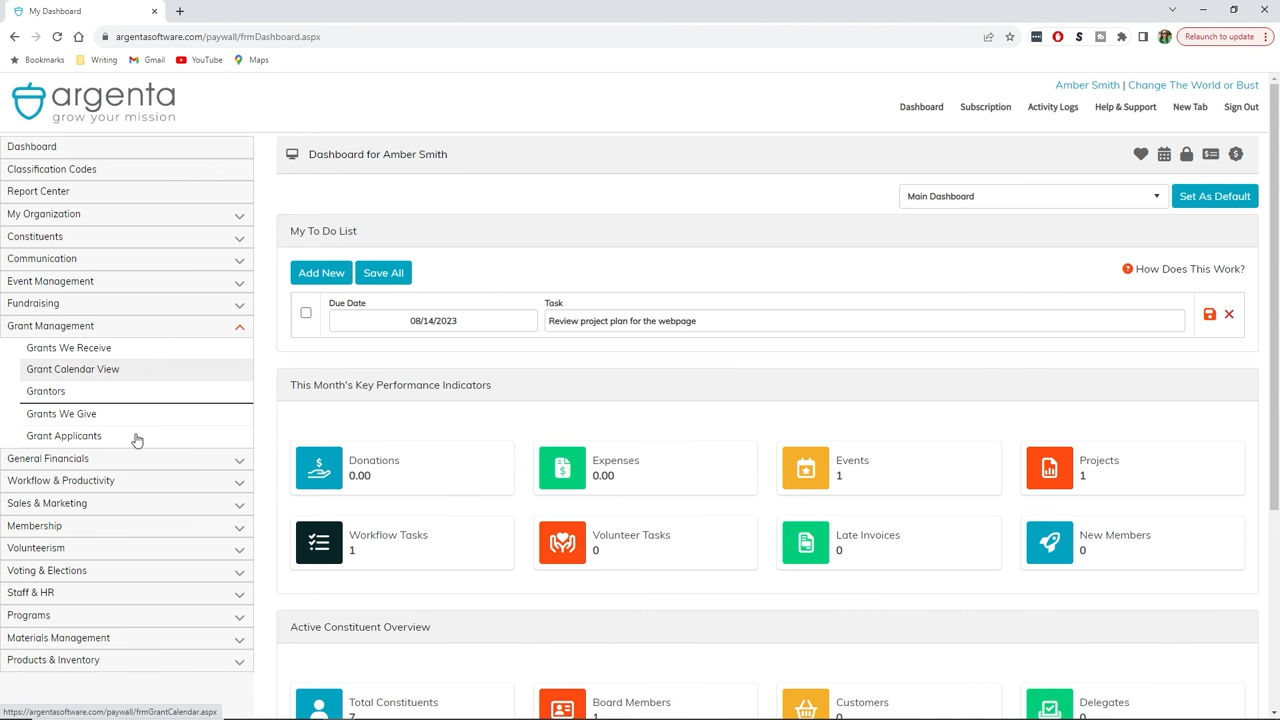 My Dashboard
argentasoftware.com/paywall/frmDashboard.aspx
Relaunch to update
Bookmarks Writing Gmail YouTube Maps
argenta
grow your mission
Amber Smith | Change The World or Bust
Dashboard Subscription Activity Logs Help & Support New Tab Sign Out
Dashboard
Classification Codes
Report Center
My Organization
Constituents
Communication
Event Management
Fundraising
Grant Management
Grants We Receive
Grant Calendar View
Grantors
Grants We Give
Grant Applicants
General Financials
Workflow & Productivity
Sales & Marketing
Membership
Volunteerism
Voting & Elections
Staff & HR
Programs
Materials Management
Products & Inventory
Dashboard for Amber Smith
Main Dashboard
Set As Default
My To Do List
Add New Save All
How Does This Work?
Due Date Task
08/14/2023 Review project plan for the webpage
This Month's Key Performance Indicators
Donations
0.00
Expenses
0.00
Events
1
Projects
1
Workflow Tasks
1
Volunteer Tasks
0
Late Invoices
0
New Members
0
Active Constituent Overview
Total Constituents
7
Board Members
1
Customers
0
Delegates
0
https://argentasoftware.com/paywall/frmGrantCalendar.aspx